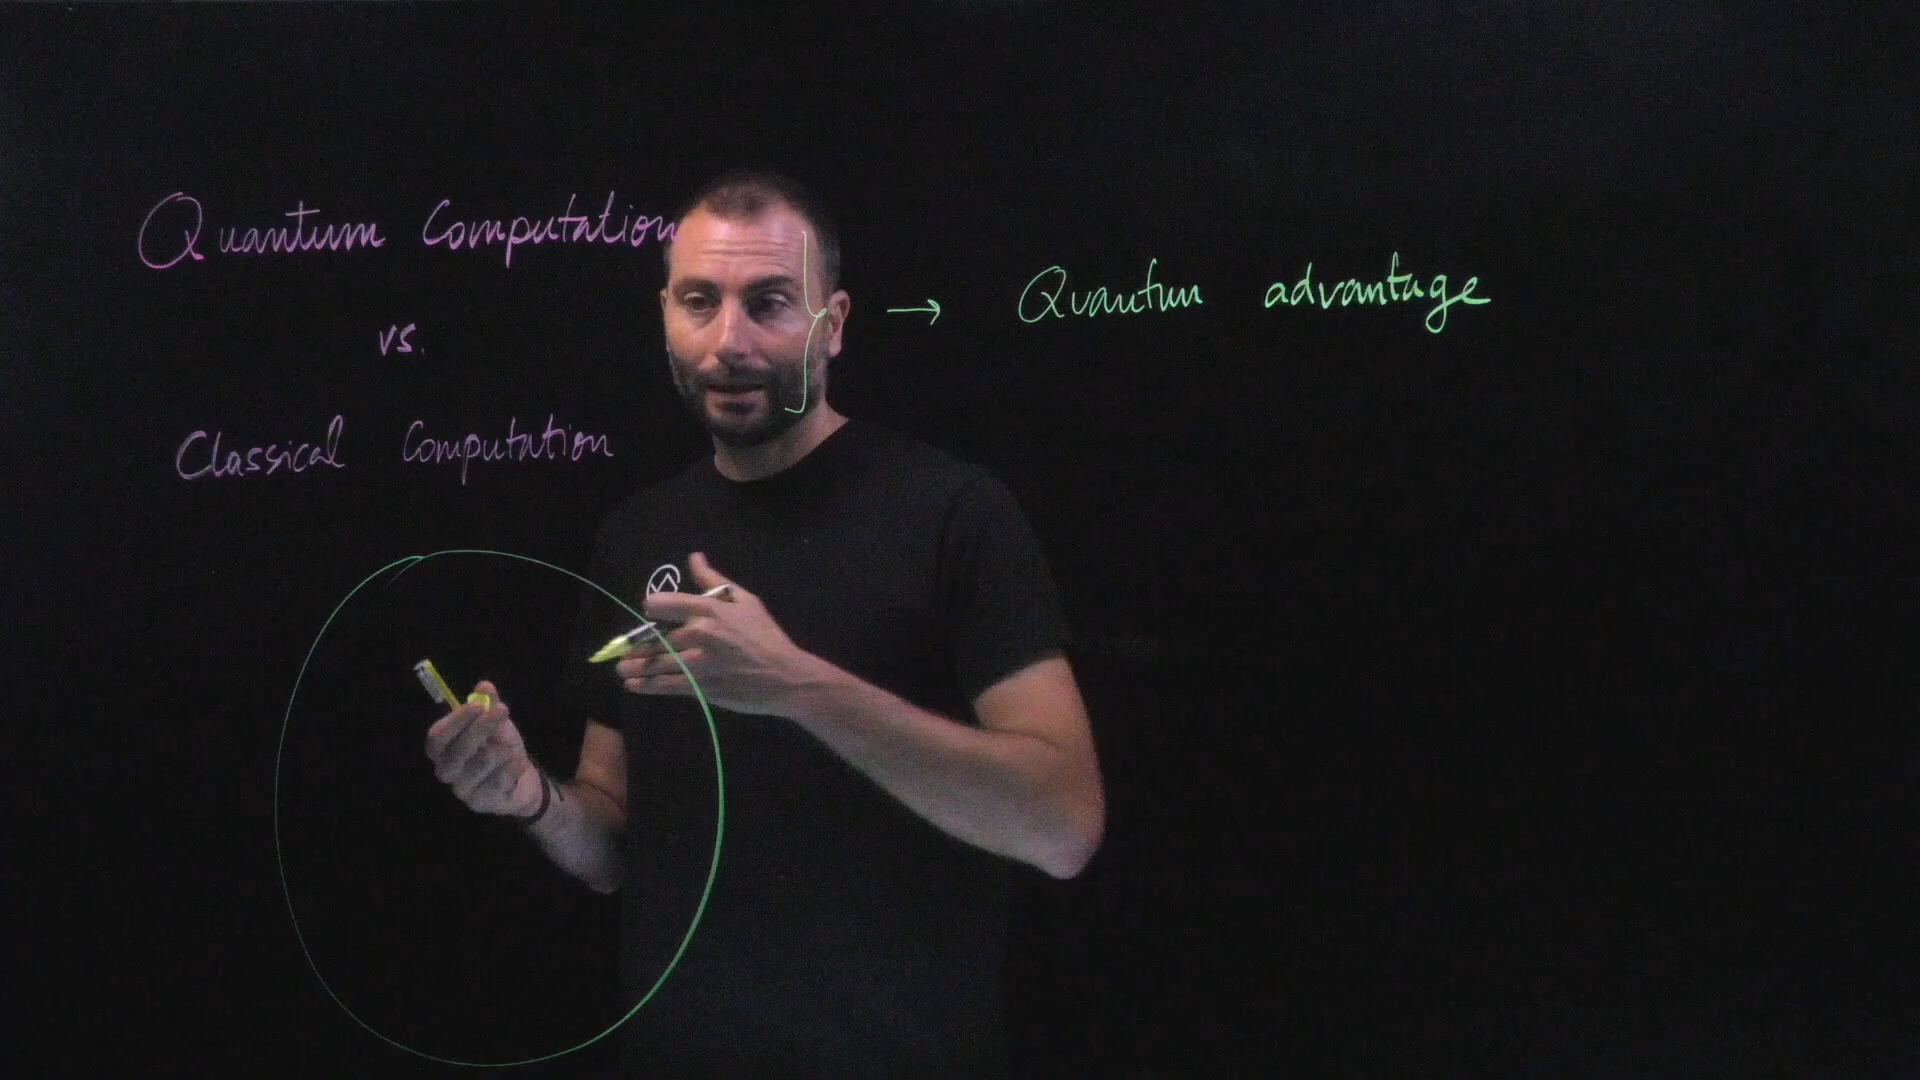 Quantum Computation
vs.
Classical Computation
→ Quantum advantage